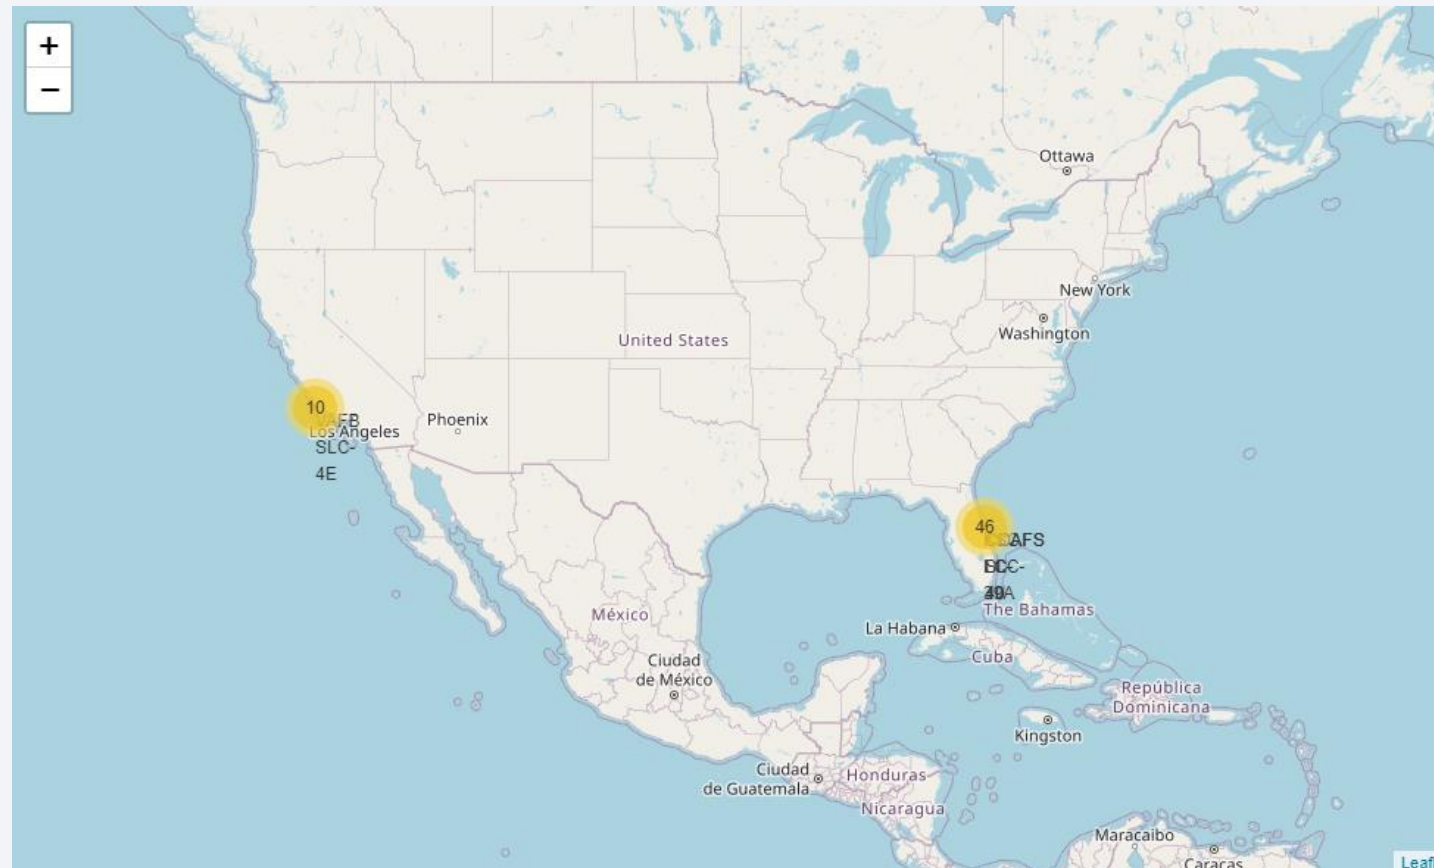 +
−
Ottawa
New York
Washington
United States
10
Phoenix
VAFB
Los Angeles
SLC-
4E
46
The Bahamas
México
La Habana
Cuba
Ciudad
de México
República
Dominicana
Kingston
Ciudad
de Guatemala
Honduras
Nicaragua
Maracaibo
Caracas
Leaf